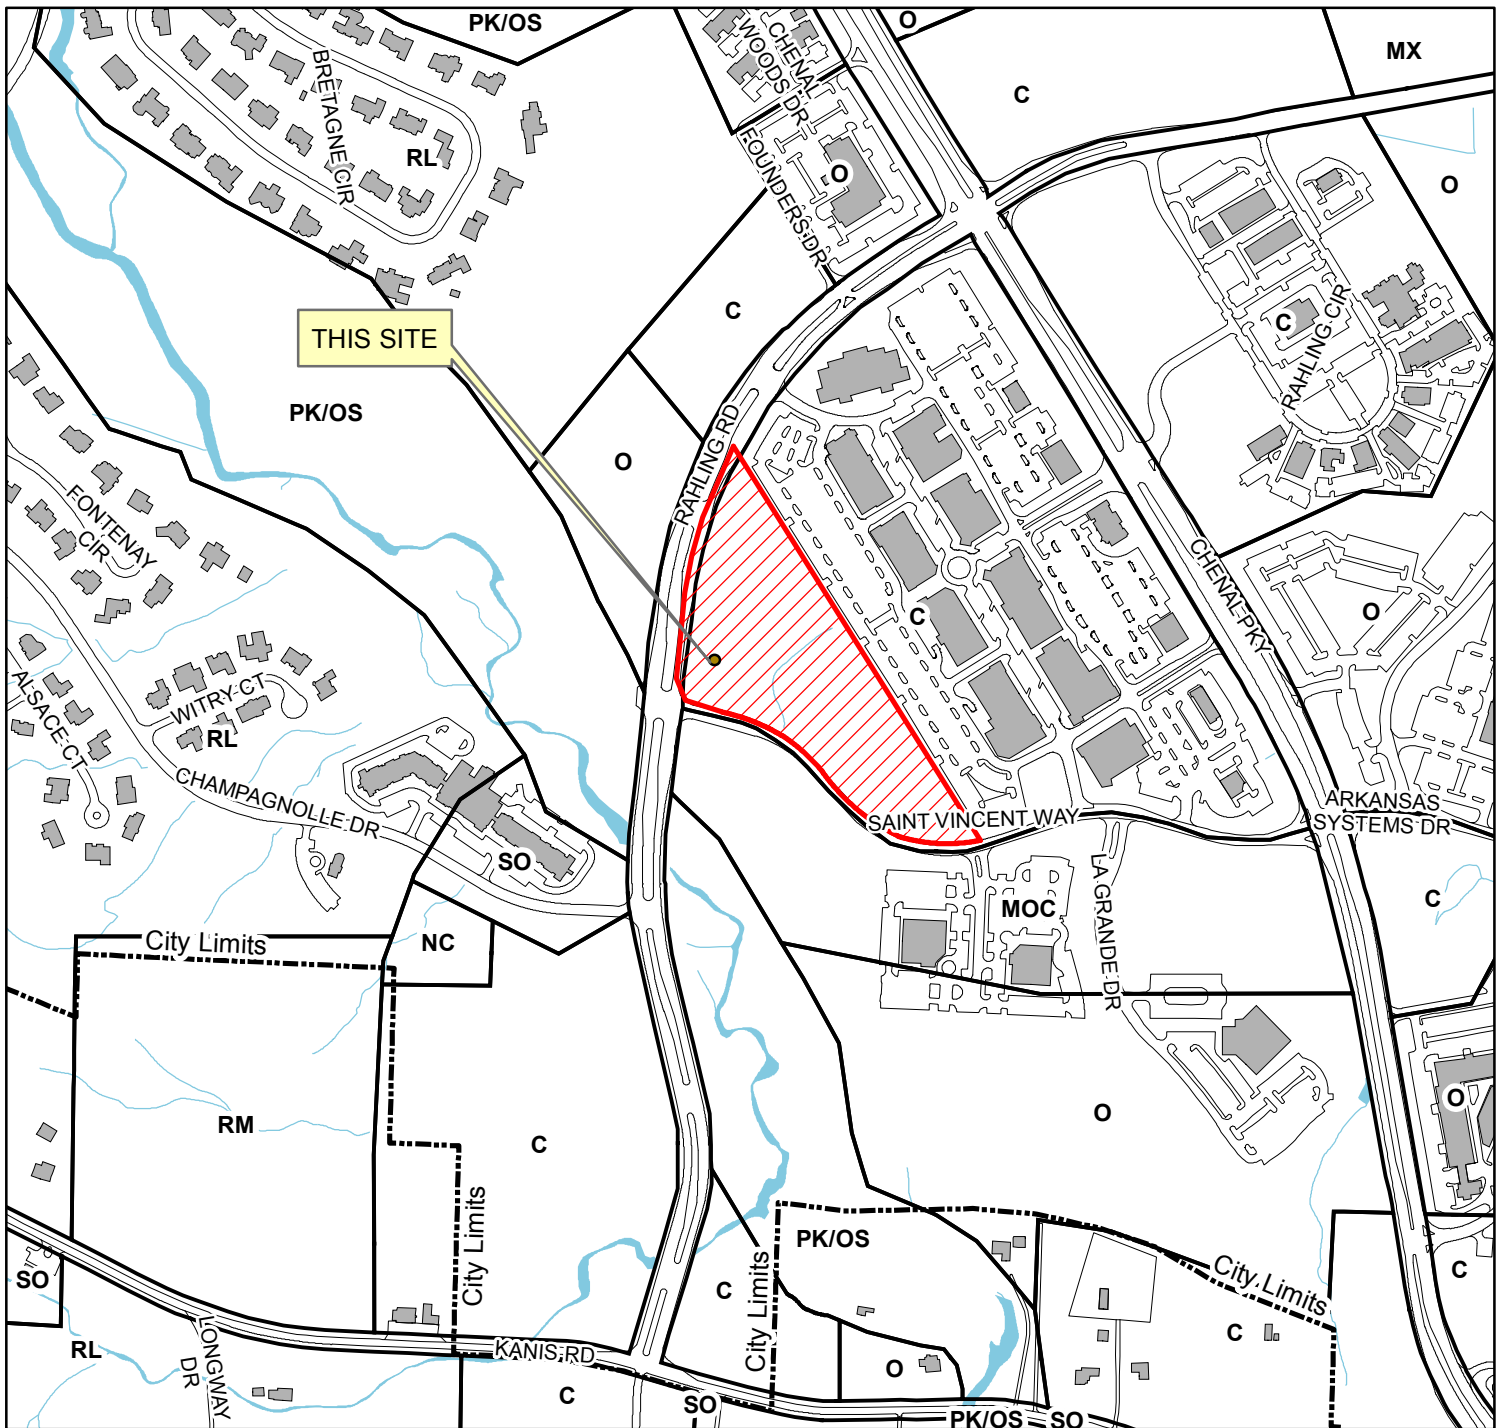 PK/OS
O
MX
C
CHENAL
WOODS DR
BRETAGNE CIR
RL
FOUNDERS DR
O
O
C
C
RAHLING CIR
THIS SITE
PK/OS
RAHLING RD
O
FONTENAY
CIR
CHENAL PKY
C
O
ALSACE CT
WITRY CT
RL
CHAMPAGNOLLE DR
SAINT VINCENT WAY
ARKANSAS
SYSTEMS DR
SO
LA GRANDE DR
MOC
C
NC
City Limits
RM
C
O
O
City Limits
PK/OS
City Limits
City Limits
SO
C
C
C
RL
LONGWAY
DR
KANIS RD
O
C
SO
PK/OS
SO